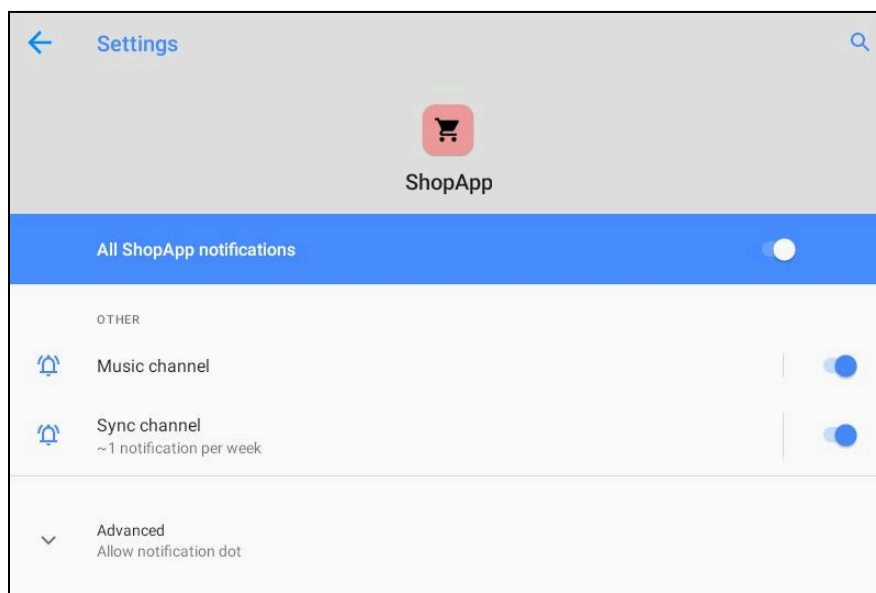 Settings
ShopApp
All ShopApp notifications
OTHER
Music channel
Sync channel
~1 notification per week
Advanced
Allow notification dot